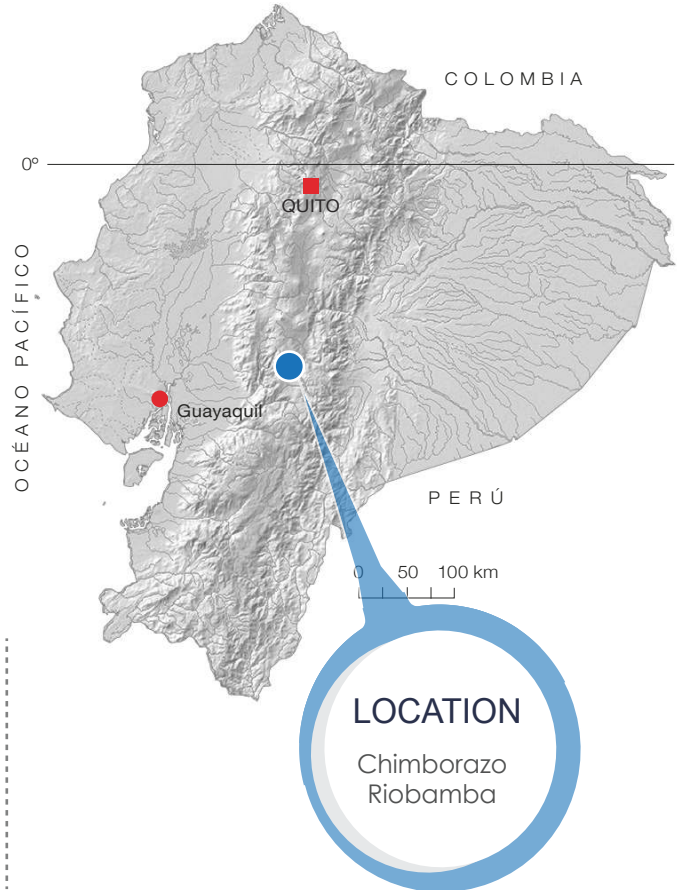 COLOMBIA
0º
QUITO
OCÉANO PACÍFICO
Guayaquil
PERÚ
0 50 100 km
LOCATION
Chimborazo
Riobamba